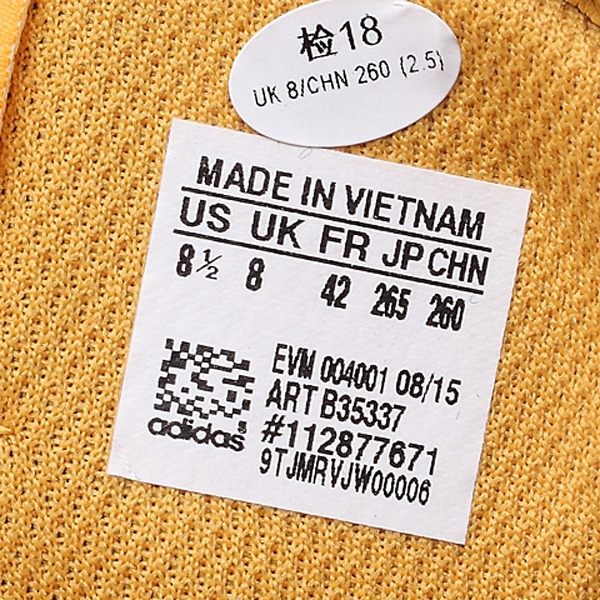 检18
UK 8/CHN 260 (2.5)
MADE IN VIETNAM
US UK FR JP CHN
8½ 8 42 265 260
EVM 004001 08/15
ART B35337
#112877671
9TJMRVJW00006
adidas